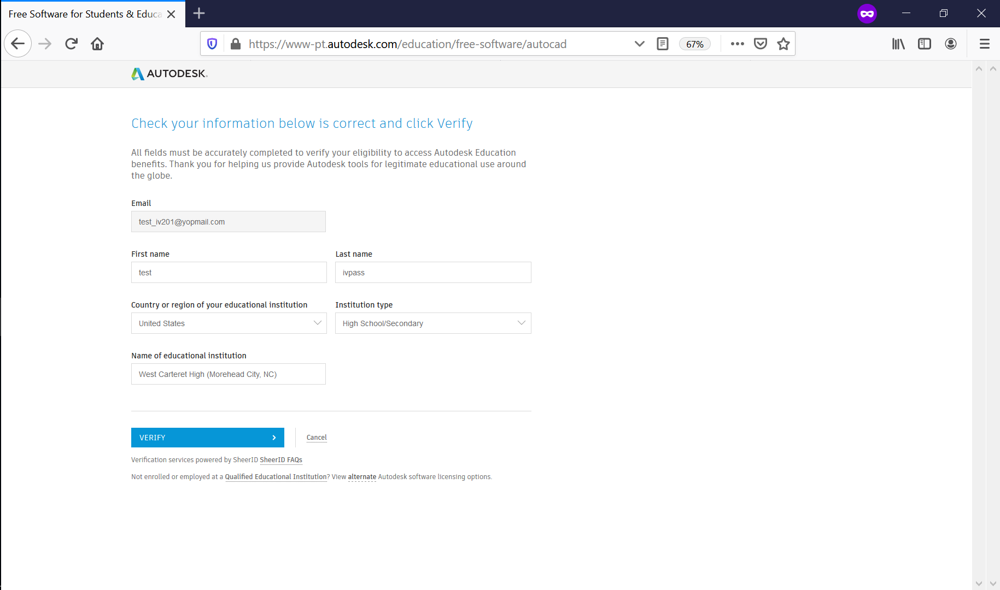 Free Software for Students & Educa
https://www-pt.autodesk.com/education/free-software/autocad
67%
AUTODESK.
Check your information below is correct and click Verify
All fields must be accurately completed to verify your eligibility to access Autodesk Education
benefits. Thank you for helping us provide Autodesk tools for legitimate educational use around
the globe.
Email
test_iv201@yopmail.com
First name
Last name
test
ivpass
Country or region of your educational institution
Institution type
United States
High School/Secondary
Name of educational institution
West Carteret High (Morehead City, NC)
VERIFY
Cancel
Verification services powered by SheerID SheerID FAQs
Not enrolled or employed at a Qualified Educational Institution? View alternate Autodesk software licensing options.